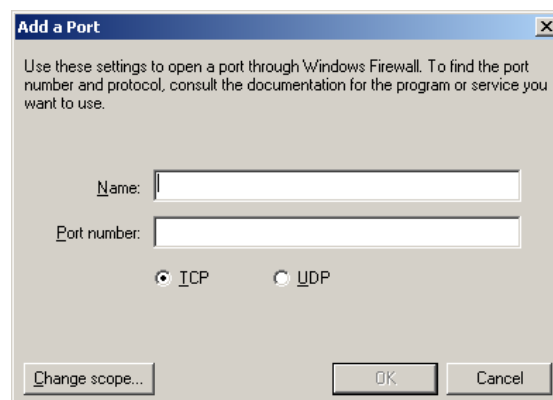 Add a Port
Use these settings to open a port through Windows Firewall. To find the port
number and protocol, consult the documentation for the program or service you
want to use.
Name:
Port number:
TCP UDP
Change scope... OK Cancel